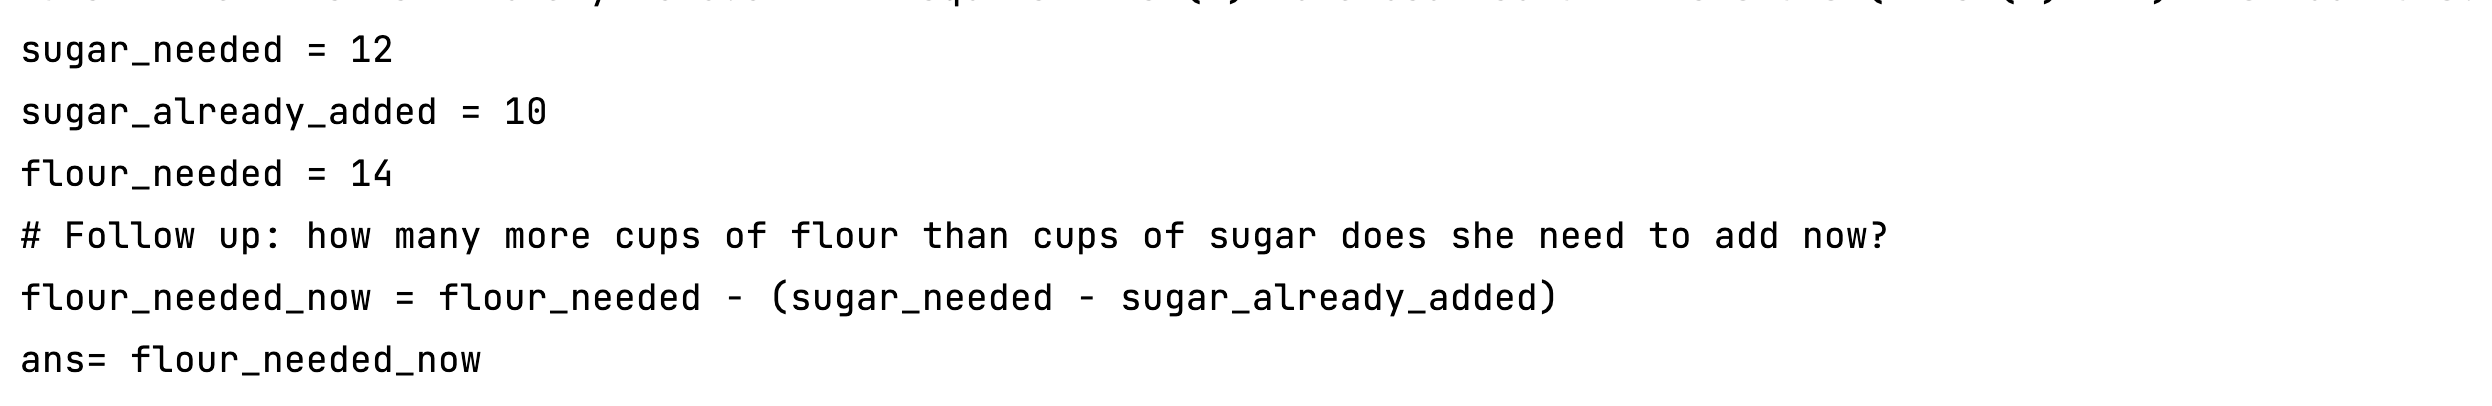 sugar_needed = 12
sugar_already_added = 10
flour_needed = 14
# Follow up: how many more cups of flour than cups of sugar does she need to add now?
flour_needed_now = flour_needed - (sugar_needed - sugar_already_added)
ans= flour_needed_now